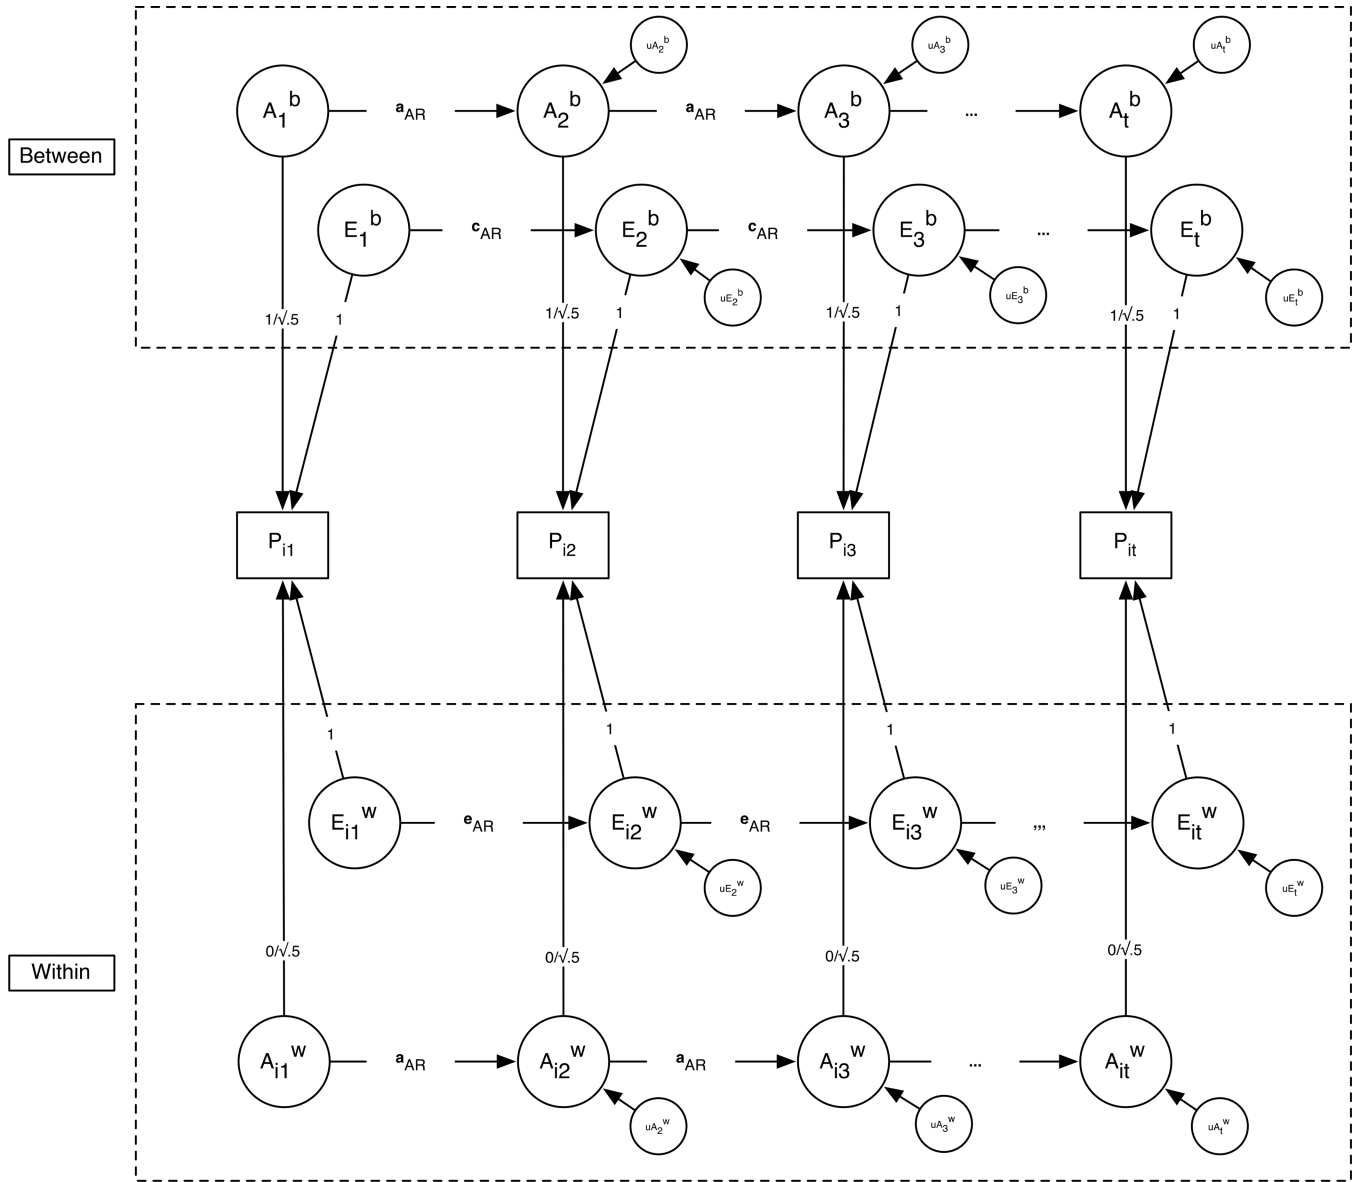 uA2b uA3b uAtb
A1b aAR A2b aAR A3b ... Atb
Between
E1b cAR E2b cAR E3b ... Etb
uE2b uE3b uEtb
1/√.5 1 1/√.5 1 1/√.5 1 1/√.5 1
Pi1 Pi2 Pi3 Pit
1 1 1 1
Ei1w eAR Ei2w eAR Ei3w ,,, Eitw
uE2w uE3w uEtw
0/√.5 0/√.5 0/√.5 0/√.5
Within
Ai1w aAR Ai2w aAR Ai3w ... Aitw
uA2w uA3w uAtw